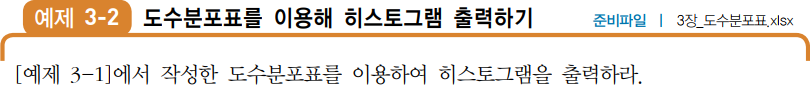 예제 3-2 도수분포표를 이용해 히스토그램 출력하기 준비파일 | 3장_도수분포표.xlsx
[예제 3-1]에서 작성한 도수분포표를 이용하여 히스토그램을 출력하라.